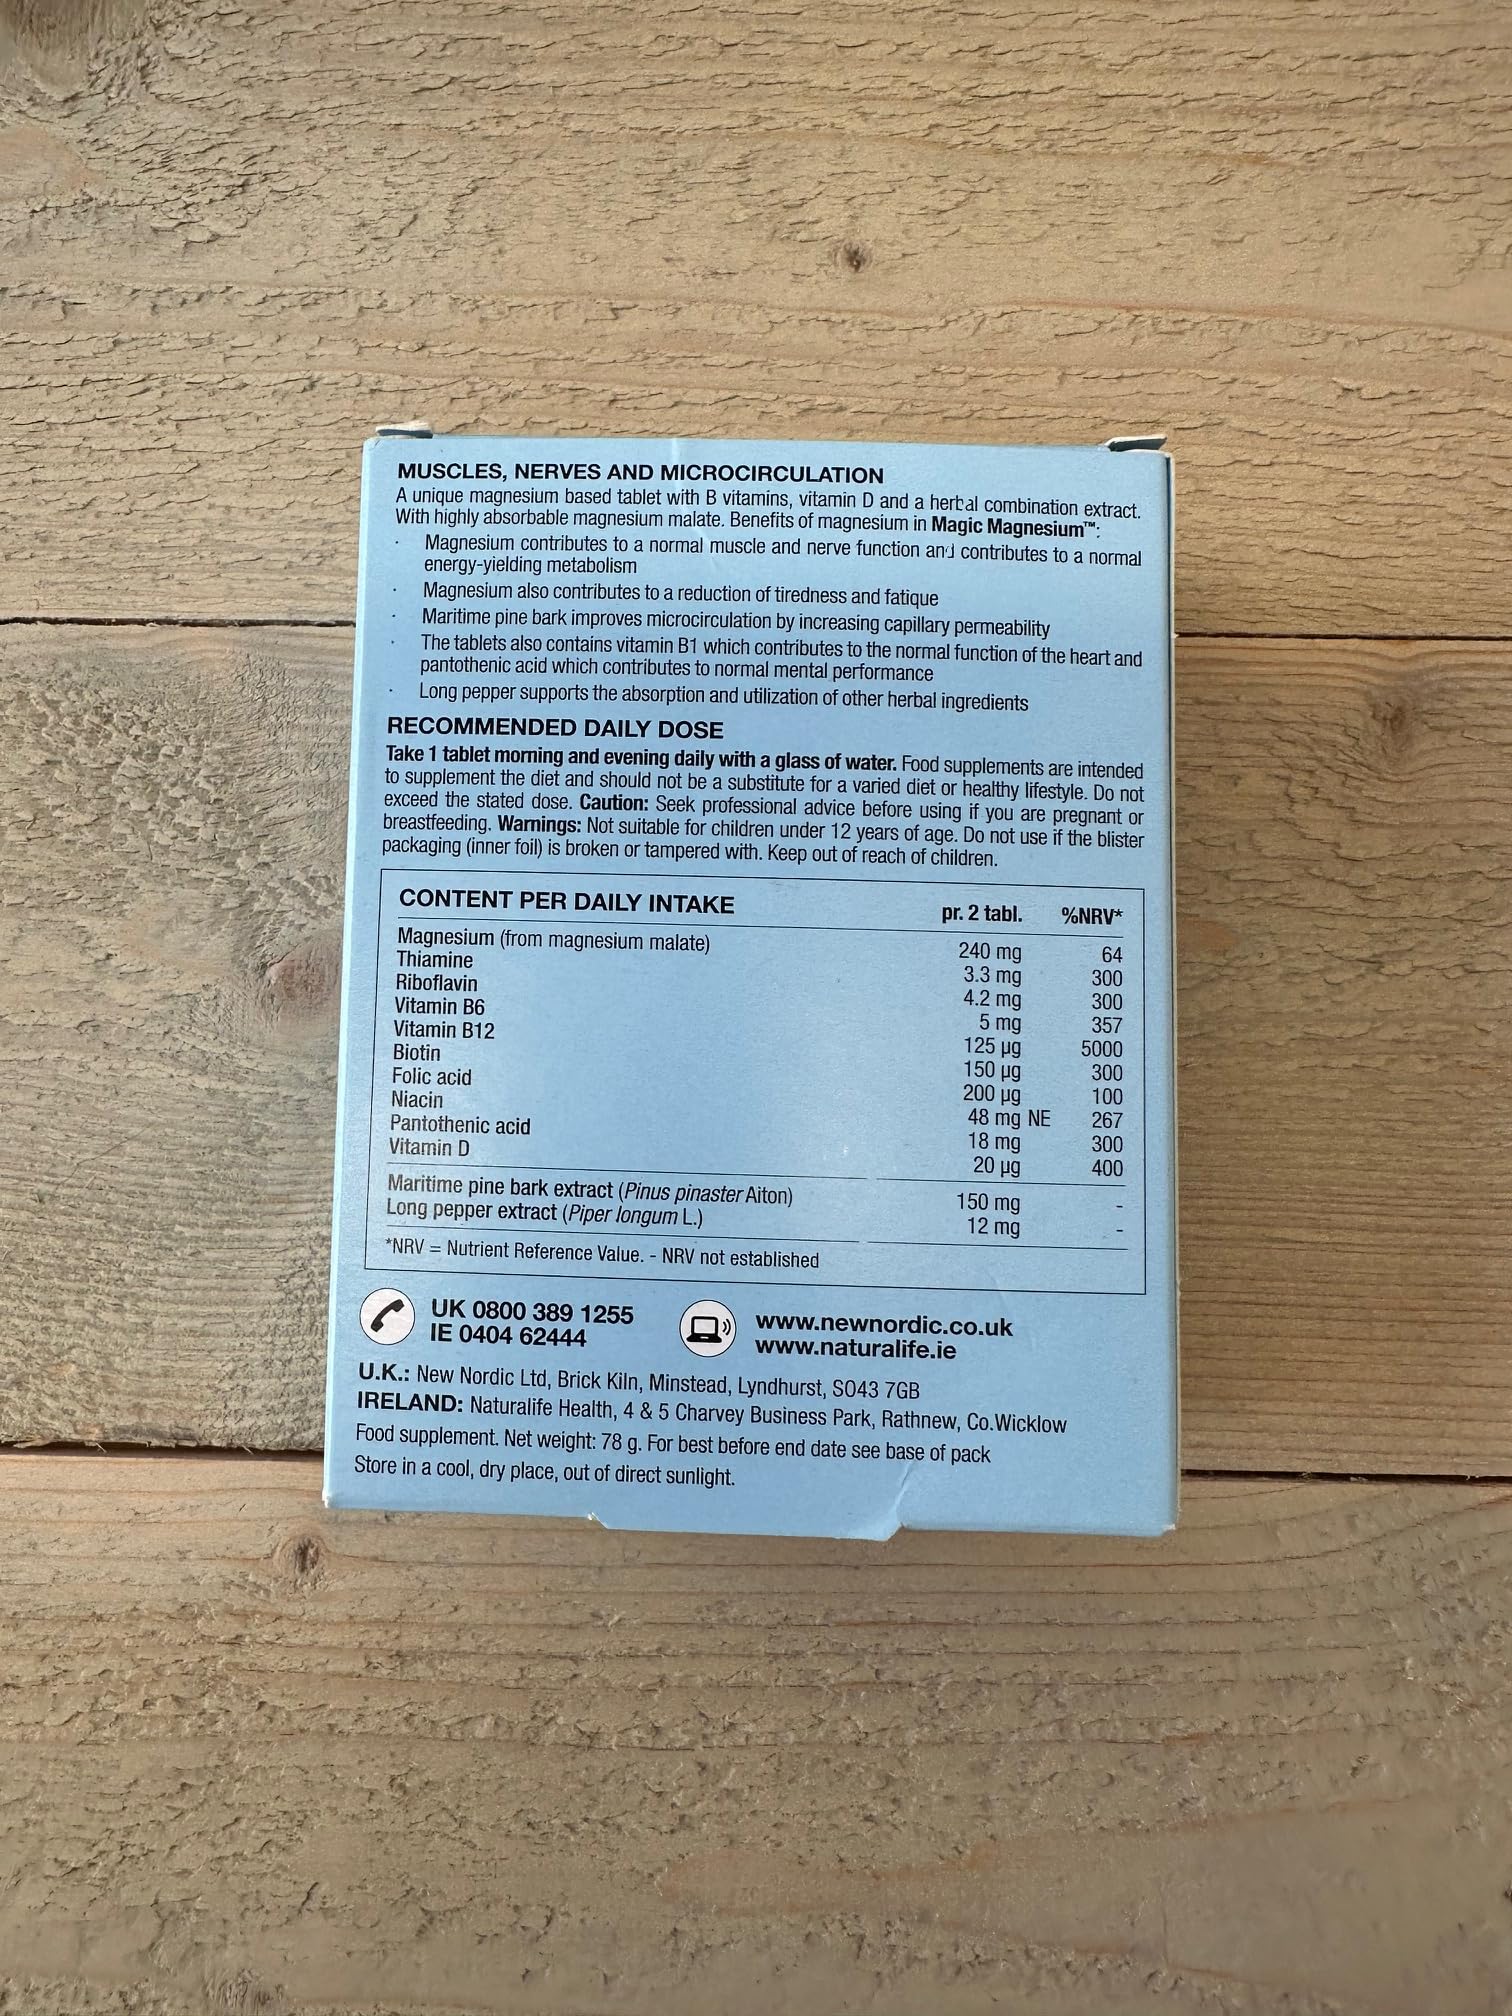 MUSCLES, NERVES AND MICROCIRCULATION
A unique magnesium based tablet with B vitamins, vitamin D and a herbal combination extract.
With highly absorbable magnesium malate. Benefits of magnesium in Magic Magnesium™:
· Magnesium contributes to a normal muscle and nerve function and contributes to a normal
energy-yielding metabolism
· Magnesium also contributes to a reduction of tiredness and fatique
· Maritime pine bark improves microcirculation by increasing capillary permeability
· The tablets also contains vitamin B1 which contributes to the normal function of the heart and
pantothenic acid which contributes to normal mental performance
· Long pepper supports the absorption and utilization of other herbal ingredients
RECOMMENDED DAILY DOSE
Take 1 tablet morning and evening daily with a glass of water. Food supplements are intended
to supplement the diet and should not be a substitute for a varied diet or healthy lifestyle. Do not
exceed the stated dose. Caution: Seek professional advice before using if you are pregnant or
breastfeeding. Warnings: Not suitable for children under 12 years of age. Do not use if the blister
packaging (inner foil) is broken or tampered with. Keep out of reach of children.
CONTENT PER DAILY INTAKE pr. 2 tabl. %NRV*
Magnesium (from magnesium malate) 240 mg 64
Thiamine 3.3 mg 300
Riboflavin 4.2 mg 300
Vitamin B6 5 mg 357
Vitamin B12 125 µg 5000
Biotin 150 µg 300
Folic acid 200 µg 100
Niacin 48 mg NE 267
Pantothenic acid 18 mg 300
Vitamin D 20 µg 400
Maritime pine bark extract (Pinus pinaster Aiton) 150 mg -
Long pepper extract (Piper longum L.) 12 mg -
*NRV = Nutrient Reference Value. - NRV not established
UK 0800 389 1255 www.newnordic.co.uk
IE 0404 62444 www.naturalife.ie
U.K.: New Nordic Ltd, Brick Kiln, Minstead, Lyndhurst, SO43 7GB
IRELAND: Naturalife Health, 4 & 5 Charvey Business Park, Rathnew, Co.Wicklow
Food supplement. Net weight: 78 g. For best before end date see base of pack
Store in a cool, dry place, out of direct sunlight.